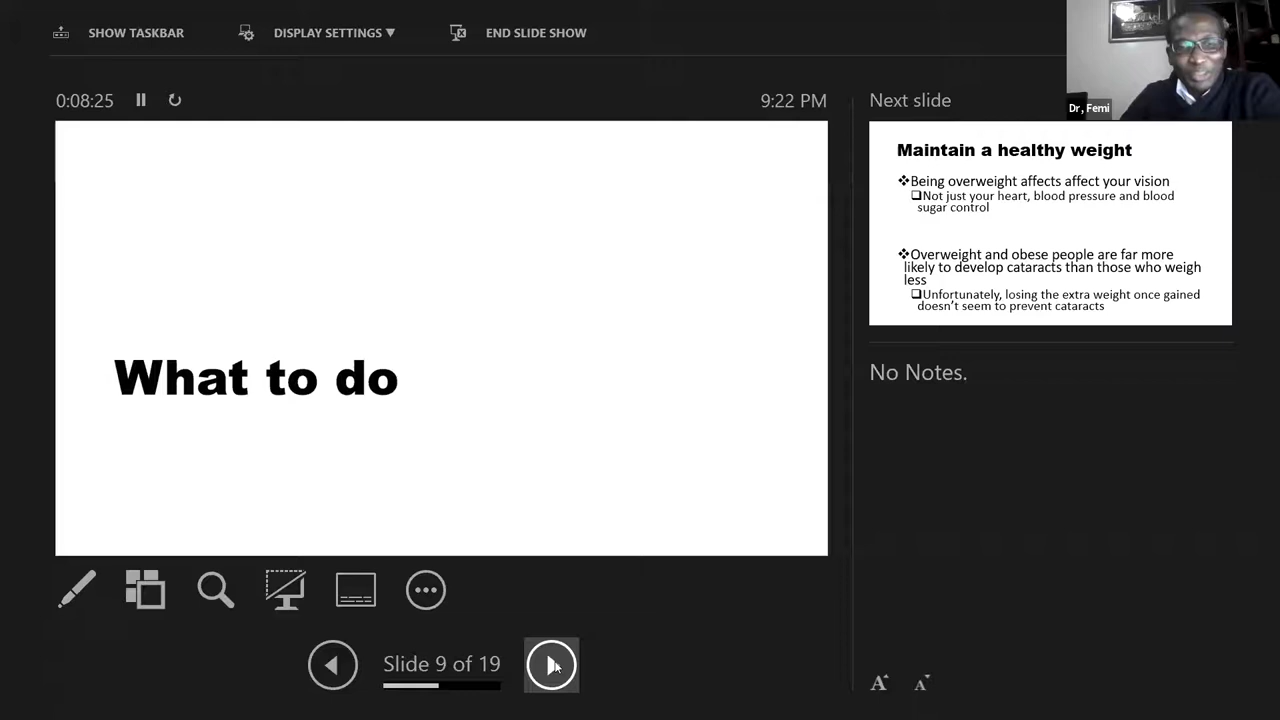 SHOW TASKBAR
DISPLAY SETTINGS ▼
END SLIDE SHOW
0:08:25
9:22 PM
Next slide
Dr, Femi
Maintain a healthy weight
❖Being overweight affects affect your vision
❑Not just your heart, blood pressure and blood
sugar control
❖Overweight and obese people are far more
likely to develop cataracts than those who weigh
less
❑Unfortunately, losing the extra weight once gained
doesn't seem to prevent cataracts
What to do
No Notes.
Slide 9 of 19
A A